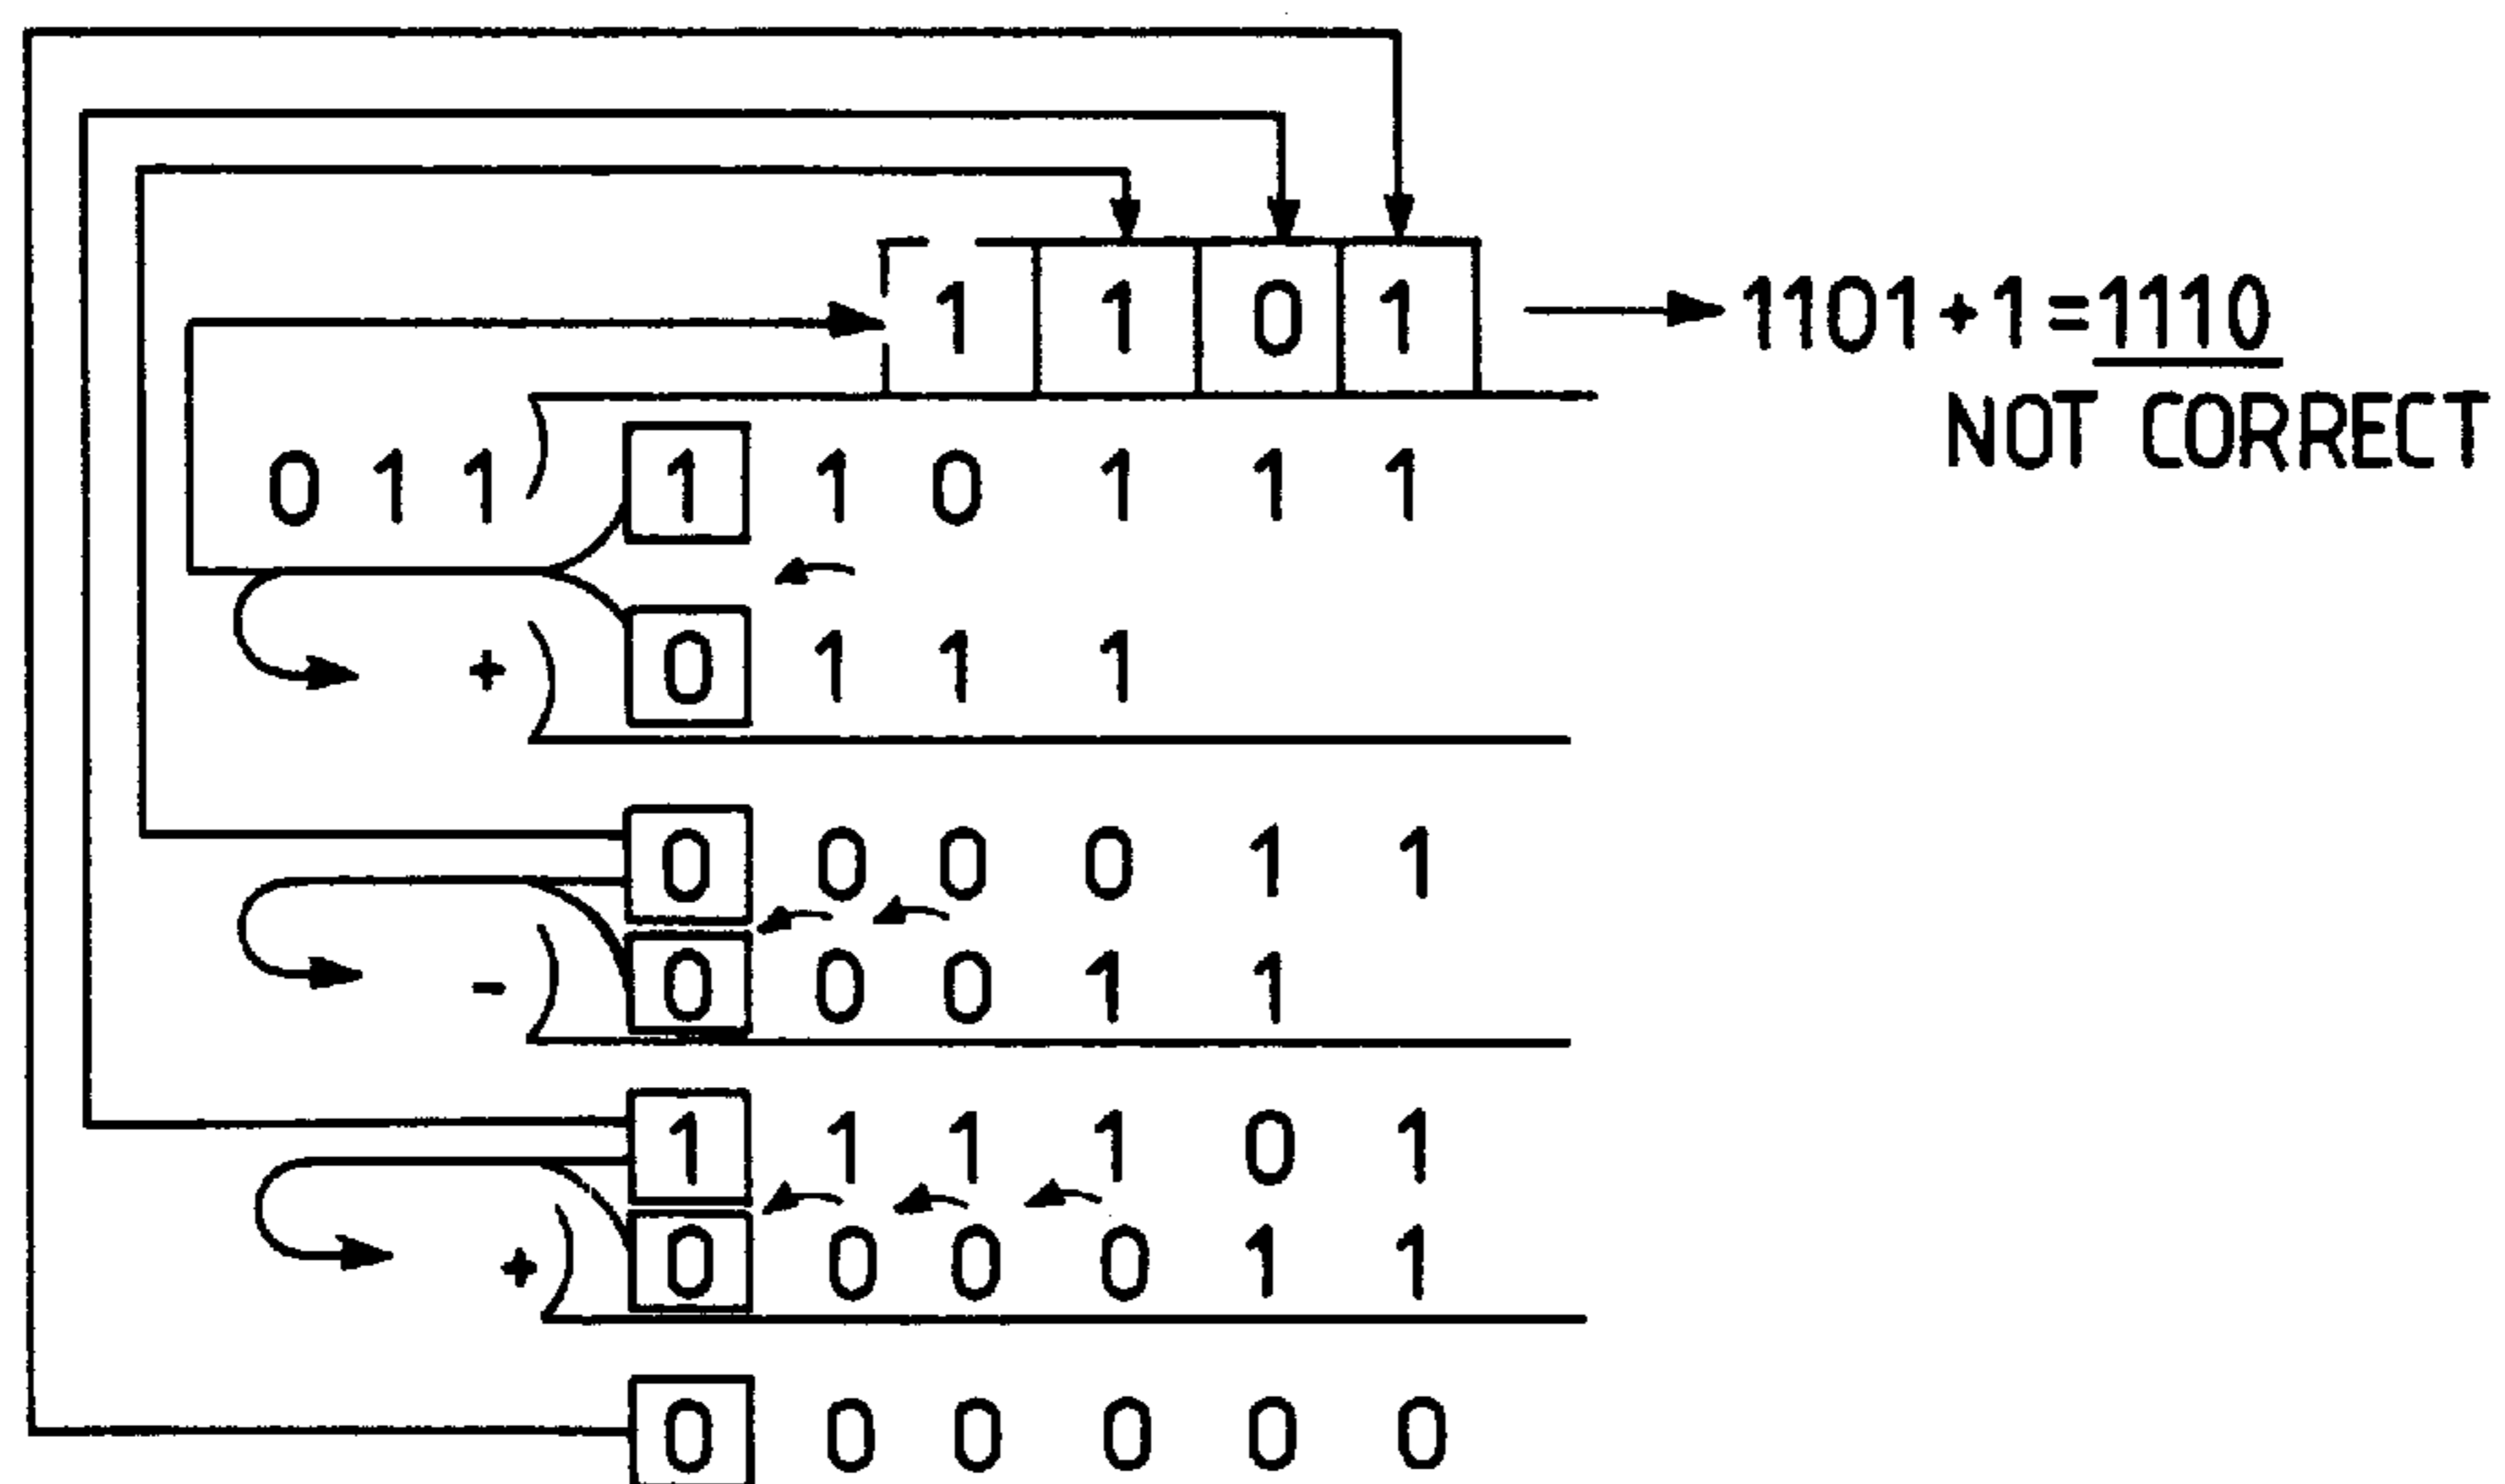 1 1 0 1 1101+1=1110
NOT CORRECT
0 1 1 1 1 0 1 1 1
+ 0 1 1 1
0 0 0 0 1 1
- 0 0 0 1 1
1 1 1 1 0 1
+ 0 0 0 0 1 1
0 0 0 0 0 0